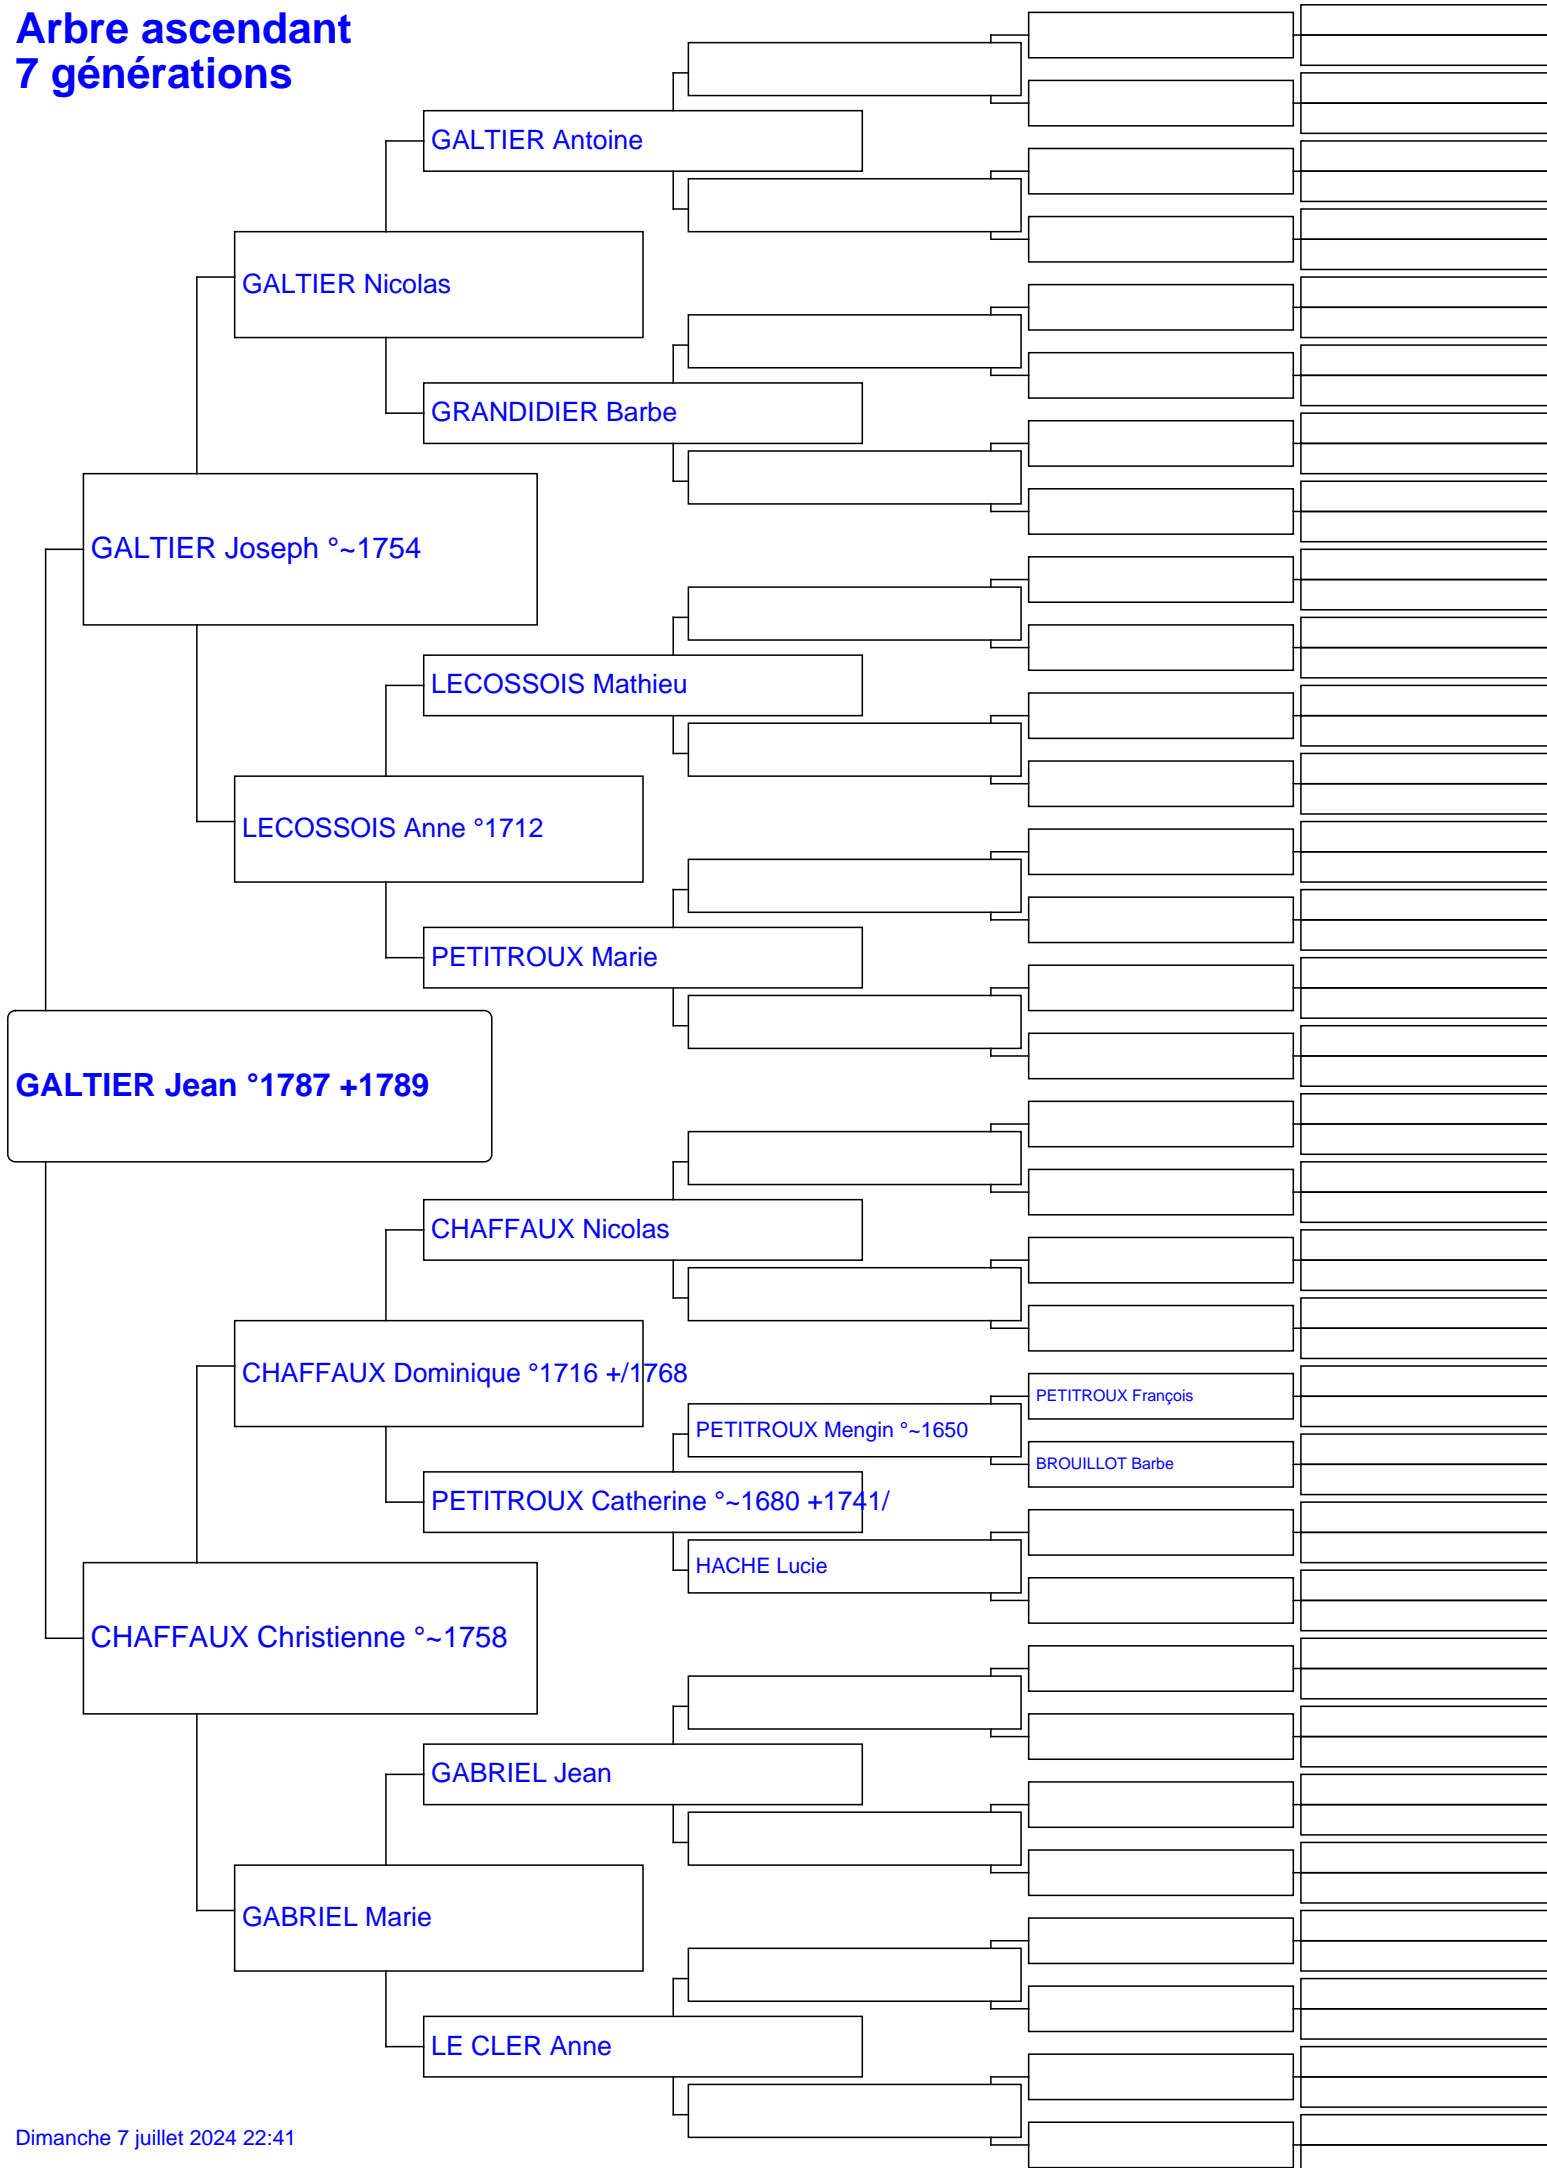 Arbre ascendant
7 générations
GALTIER Antoine
GALTIER Nicolas
GRANDIDIER Barbe
GALTIER Joseph °~1754
LECOSSOIS Mathieu
LECOSSOIS Anne °1712
PETITROUX Marie
GALTIER Jean °1787 +1789
CHAFFAUX Nicolas
CHAFFAUX Dominique °1716 +/1768
PETITROUX François
PETITROUX Mengin °~1650
BROUILLOT Barbe
PETITROUX Catherine °~1680 +1741/
HACHE Lucie
CHAFFAUX Christienne °~1758
GABRIEL Jean
GABRIEL Marie
LE CLER Anne
Dimanche 7 juillet 2024 22:41